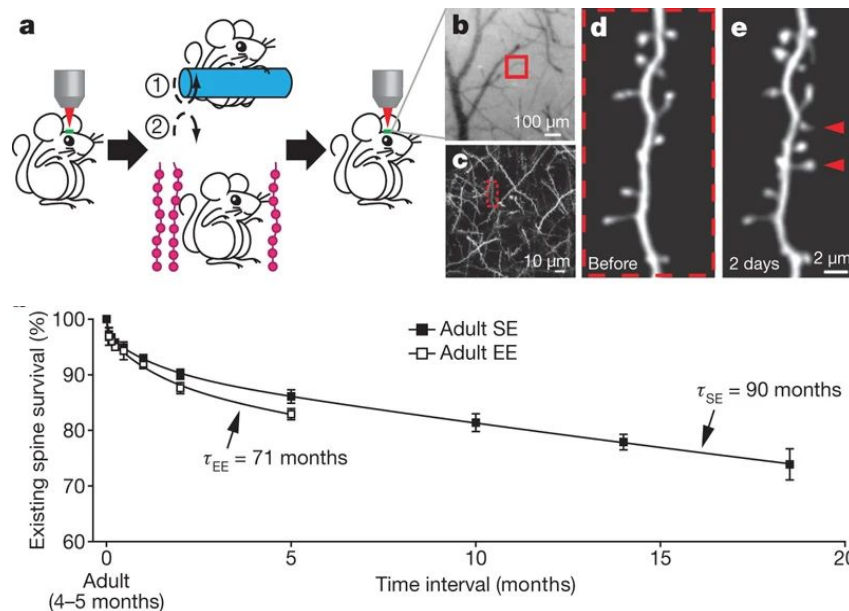 a
①
②
b
100 µm
c
10 µm
d
Before
e
2 days
2 µm
Existing spine survival (%)
100
90
80
70
60
Adult SE
Adult EE
τSE = 90 months
τEE = 71 months
0
5
10
15
20
Adult
(4–5 months)
Time interval (months)